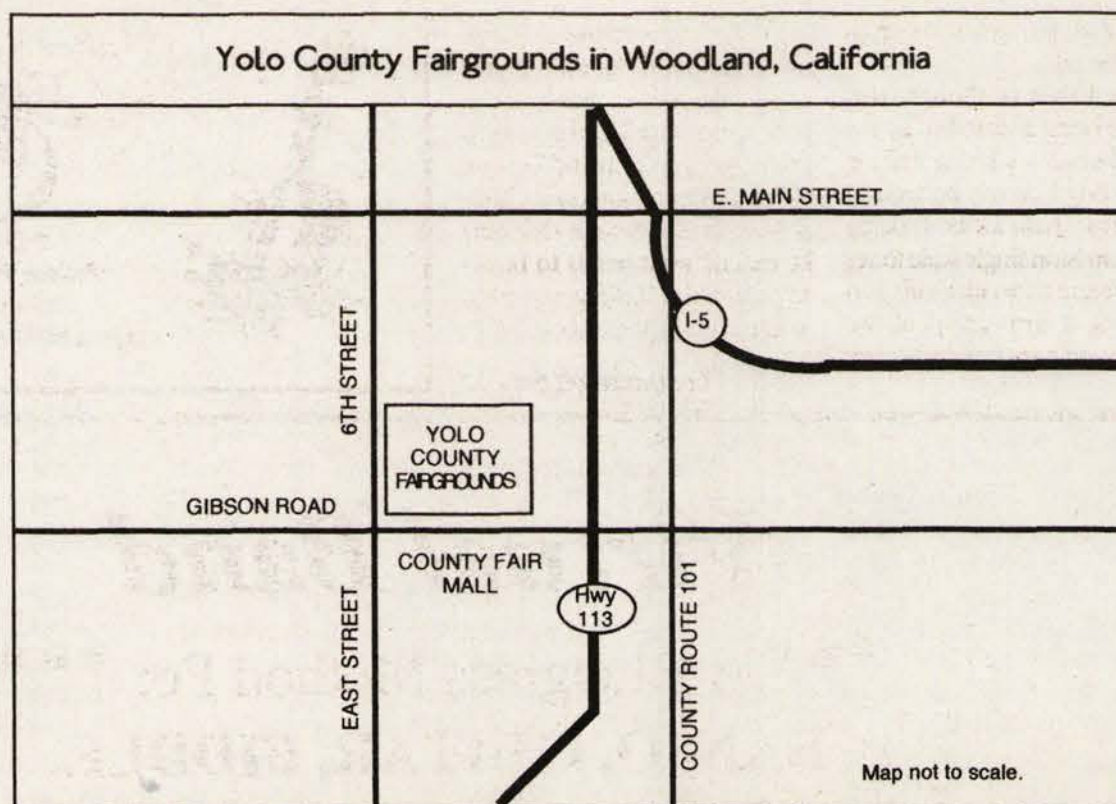 Yolo County Fairgrounds in Woodland, California
E. MAIN STREET
I-5
6TH STREET
YOLO
COUNTY
FAIRGROUNDS
GIBSON ROAD
COUNTY FAIR
MALL
Hwy
113
EAST STREET
COUNTY ROUTE 101
Map not to scale.